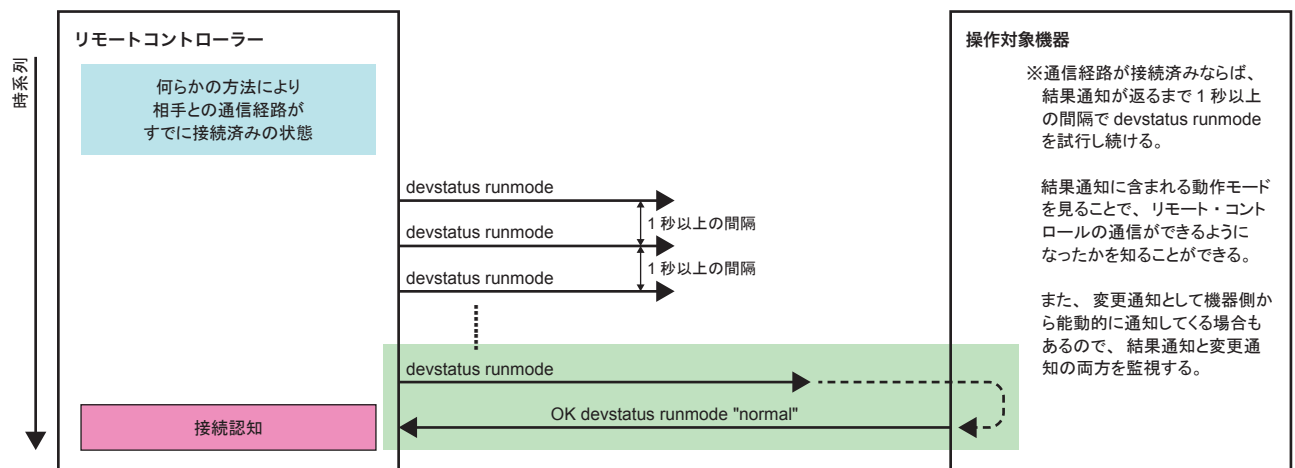 時系列
リモートコントローラー
何らかの方法により
相手との通信経路が
すでに接続済みの状態
devstatus runmode
1 秒以上の間隔
devstatus runmode
1 秒以上の間隔
devstatus runmode
devstatus runmode
OK devstatus runmode "normal"
接続認知
操作対象機器
※通信経路が接続済みならば、
結果通知が返るまで 1 秒以上
の間隔で devstatus runmode
を試行し続ける。
結果通知に含まれる動作モード
を見ることで、リモート・コント
ロールの通信ができるように
なったかを知ることができる。
また、変更通知として機器側か
ら能動的に通知してくる場合も
あるので、結果通知と変更通
知の両方を監視する。